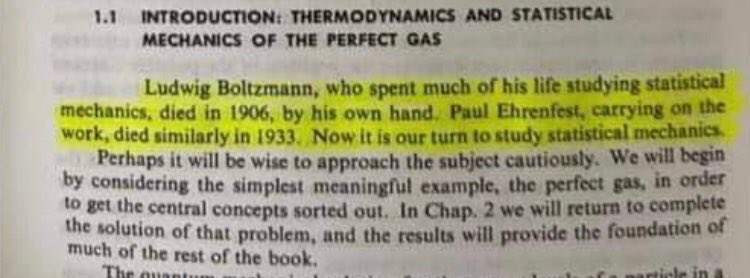 1.1 INTRODUCTION: THERMODYNAMICS AND STATISTICAL
MECHANICS OF THE PERFECT GAS
Ludwig Boltzmann, who spent much of his life studying statistical
mechanics, died in 1906, by his own hand. Paul Ehrenfest, carrying on the
work, died similarly in 1933. Now it is our turn to study statistical mechanics.
Perhaps it will be wise to approach the subject cautiously. We will begin
by considering the simplest meaningful example, the perfect gas, in order
to get the central concepts sorted out. In Chap. 2 we will return to complete
the solution of that problem, and the results will provide the foundation of
much of the rest of the book.
The quantum